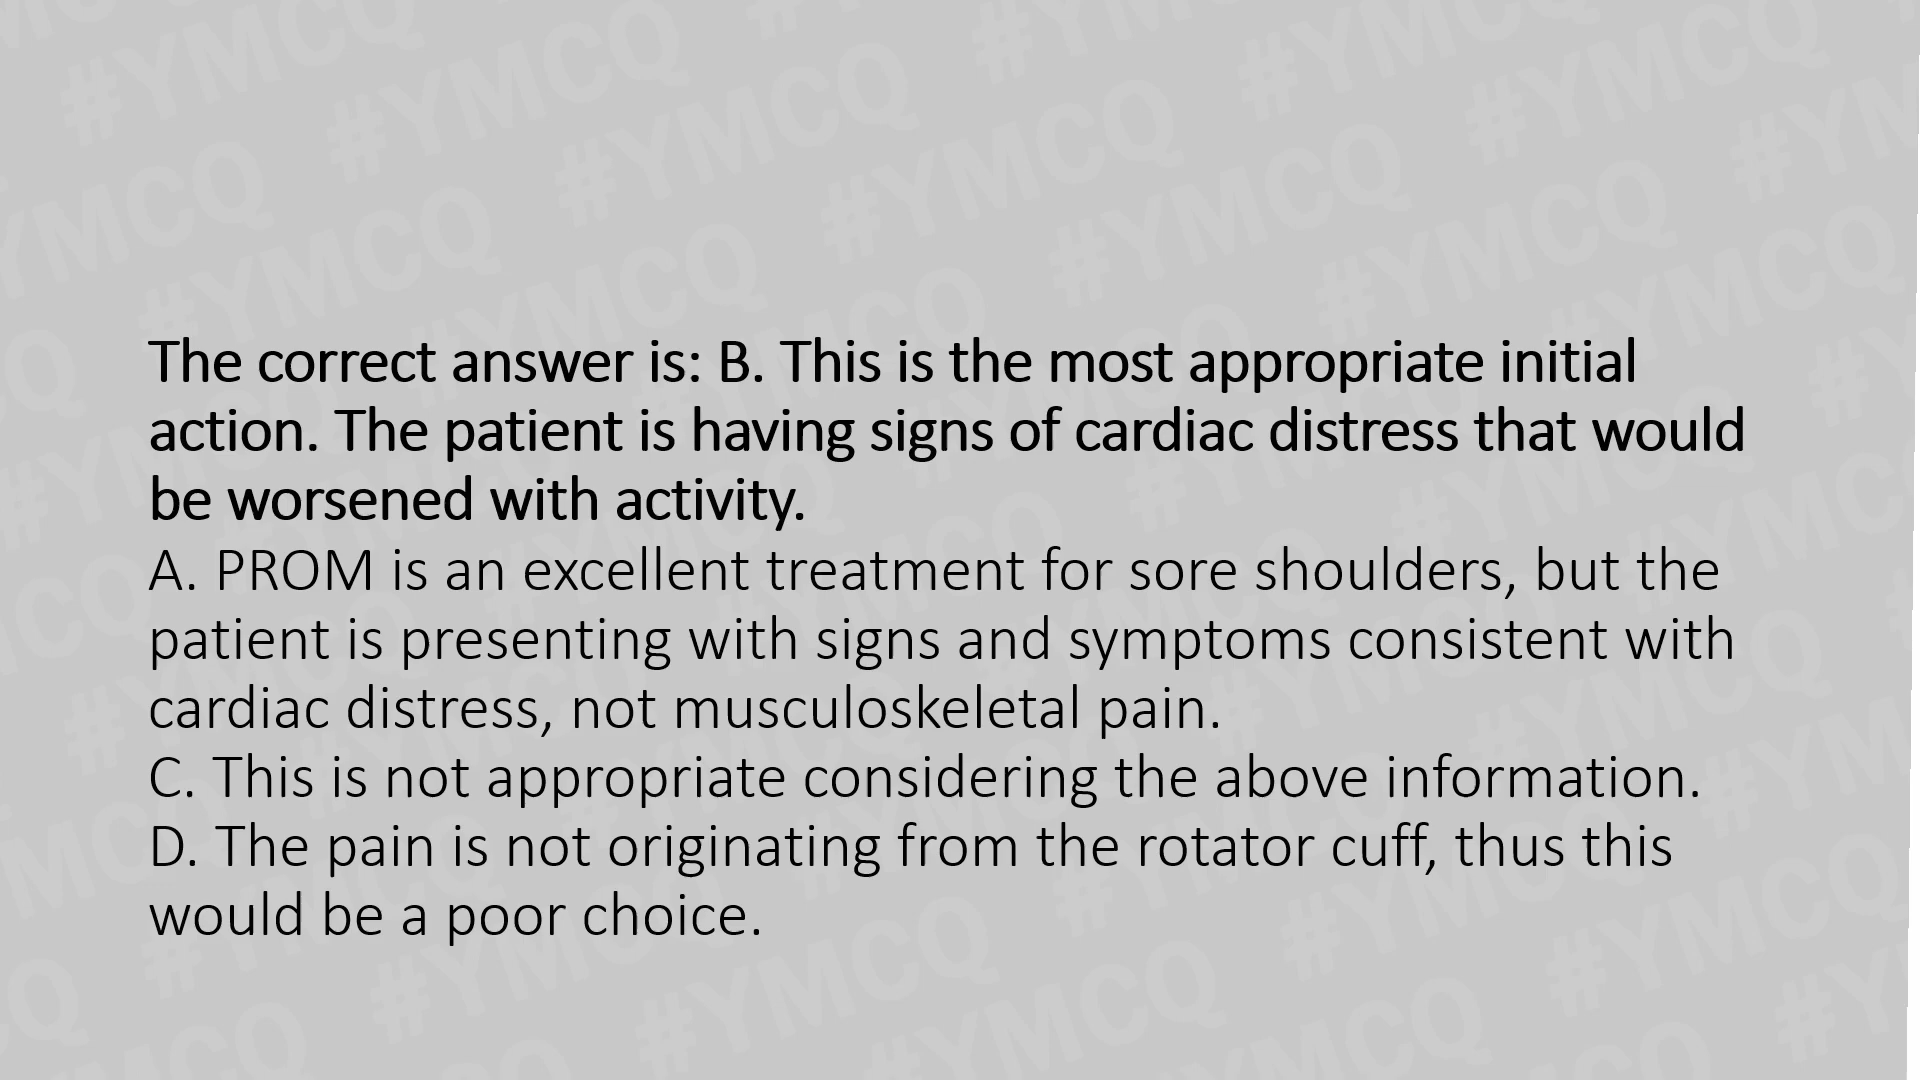 The correct answer is: B. This is the most appropriate initial
action. The patient is having signs of cardiac distress that would
be worsened with activity.
A. PROM is an excellent treatment for sore shoulders, but the
patient is presenting with signs and symptoms consistent with
cardiac distress, not musculoskeletal pain.
C. This is not appropriate considering the above information.
D. The pain is not originating from the rotator cuff, thus this
would be a poor choice.
#YMCQ